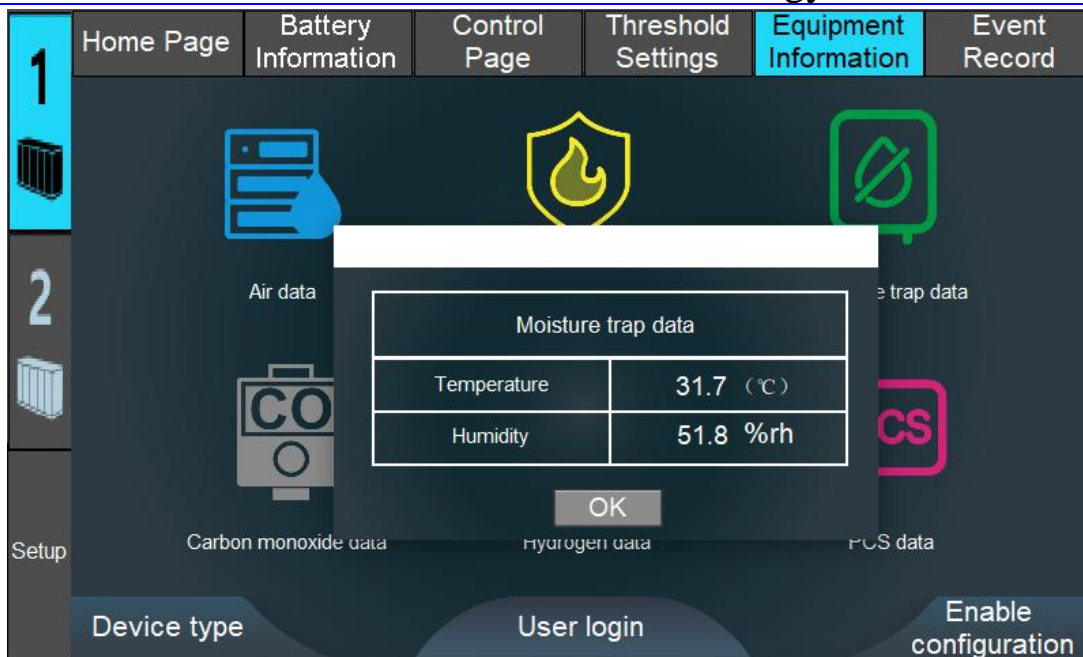 1
Home Page
Battery
Information
Control
Page
Threshold
Settings
Equipment
Information
Event
Record
2
Setup
Air data
trap data
Moisture trap data
Temperature
31.7 (℃)
Humidity
51.8 %rh
OK
CO
CS
Carbon monoxide data
Hydrogen data
PCS data
Device type
User login
Enable
configuration